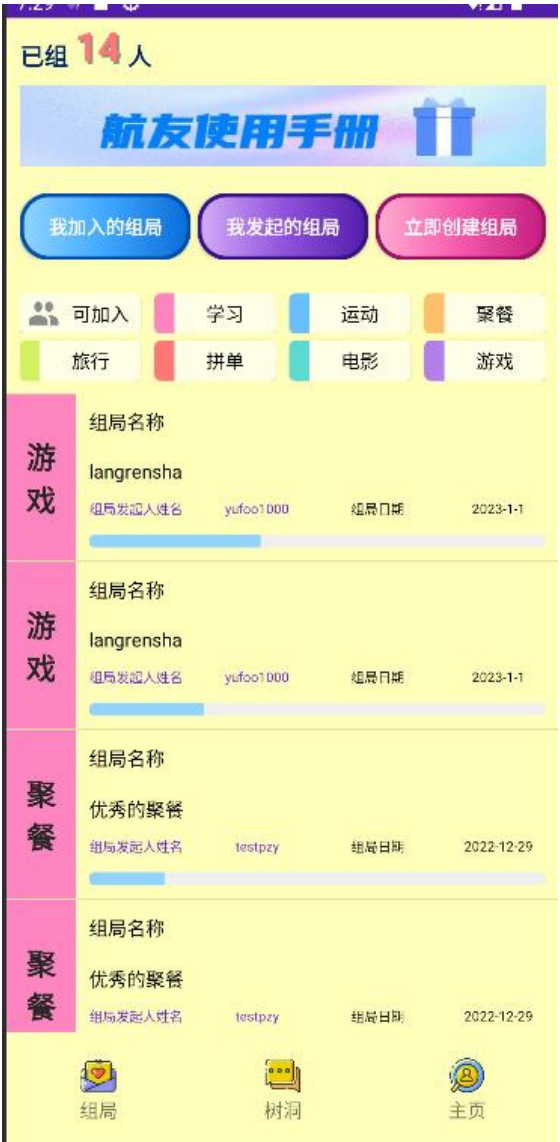 7:29
已组 14 人
航友使用手册
我加入的组局 我发起的组局 立即创建组局
可加入 学习 运动 聚餐
旅行 拼单 电影 游戏
游戏
组局名称
langrensha
组局发起人姓名 yufoo1000 组局日期 2023-1-1
游戏
组局名称
langrensha
组局发起人姓名 yufoo1000 组局日期 2023-1-1
聚餐
组局名称
优秀的聚餐
组局发起人姓名 testpzy 组局日期 2022-12-29
聚餐
组局名称
优秀的聚餐
组局发起人姓名 testpzy 组局日期 2022-12-29
组局 树洞 主页